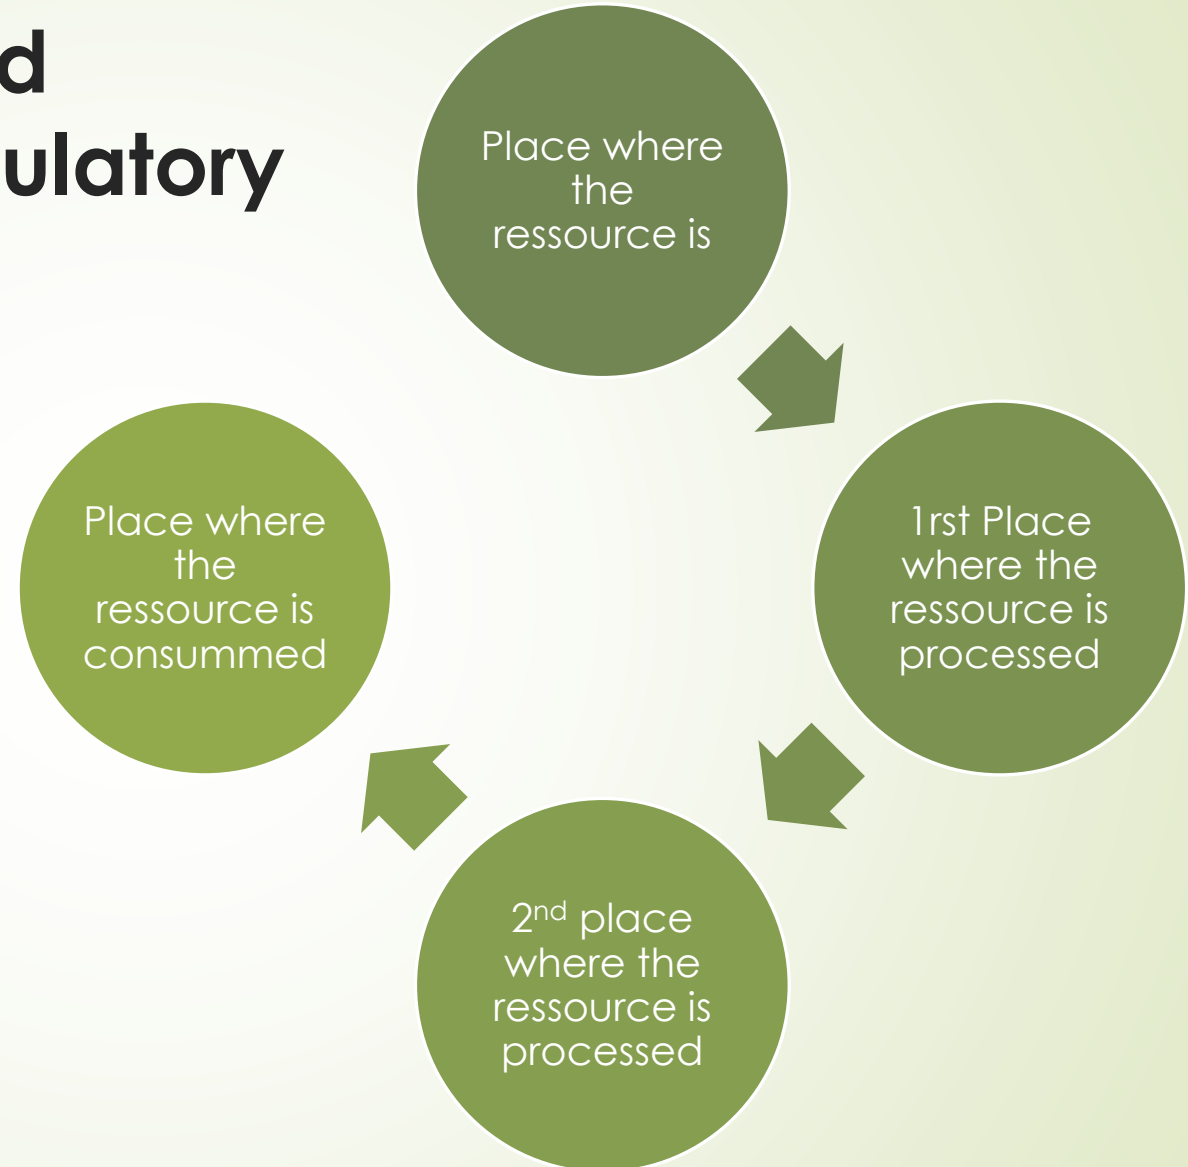 d
ulatory
Place where
the
ressource is
1rst Place
where the
ressource is
processed
2nd place
where the
ressource is
processed
Place where
the
ressource is
consummed